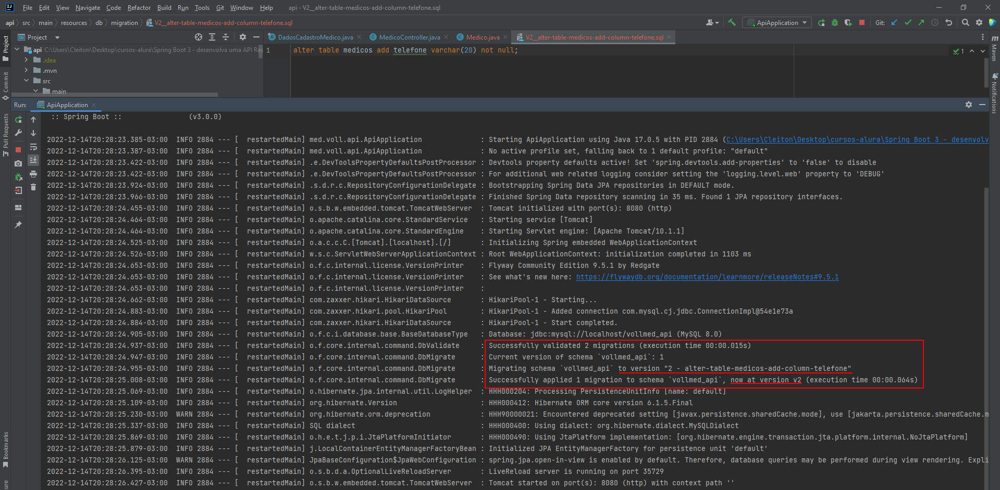 File Edit View Navigate Code Refactor Build Run Tools Git Window Help api - V2__alter-table-medicos-add-column-telefone.sql
api src main resources db migration V2__alter-table-medicos-add-column-telefone.sql ApiApplication Git:
Project DadosCadastroMedico.java MedicoController.java Medico.java V2__alter-table-medicos-add-column-telefone.sql
api C:\Users\Cleiton\Desktop\cursos-alura\Spring Boot 3 - desenvolva uma API Res
.idea
.mvn
src
main
1 alter table medicos add telefone varchar(20) not null;
1
Project
Commit
Pull Requests
Bookmarks
Maven
Notifications
Run: ApiApplication
:: Spring Boot :: (v3.0.0)
2022-12-14T20:28:23.385-03:00 INFO 2884 --- [ restartedMain] med.voll.api.ApiApplication : Starting ApiApplication using Java 17.0.5 with PID 2884 (C:\Users\Cleiton\Desktop\cursos-alura\Spring Boot 3 - desenvolv
2022-12-14T20:28:23.387-03:00 INFO 2884 --- [ restartedMain] med.voll.api.ApiApplication : No active profile set, falling back to 1 default profile: "default"
2022-12-14T20:28:23.422-03:00 INFO 2884 --- [ restartedMain] .e.DevToolsPropertyDefaultsPostProcessor : Devtools property defaults active! Set 'spring.devtools.add-properties' to 'false' to disable
2022-12-14T20:28:23.422-03:00 INFO 2884 --- [ restartedMain] .e.DevToolsPropertyDefaultsPostProcessor : For additional web related logging consider setting the 'logging.level.web' property to 'DEBUG'
2022-12-14T20:28:23.924-03:00 INFO 2884 --- [ restartedMain] .s.d.r.c.RepositoryConfigurationDelegate : Bootstrapping Spring Data JPA repositories in DEFAULT mode.
2022-12-14T20:28:23.966-03:00 INFO 2884 --- [ restartedMain] .s.d.r.c.RepositoryConfigurationDelegate : Finished Spring Data repository scanning in 35 ms. Found 1 JPA repository interfaces.
2022-12-14T20:28:24.455-03:00 INFO 2884 --- [ restartedMain] o.s.b.w.embedded.tomcat.TomcatWebServer : Tomcat initialized with port(s): 8080 (http)
2022-12-14T20:28:24.464-03:00 INFO 2884 --- [ restartedMain] o.apache.catalina.core.StandardService : Starting service [Tomcat]
2022-12-14T20:28:24.464-03:00 INFO 2884 --- [ restartedMain] o.apache.catalina.core.StandardEngine : Starting Servlet engine: [Apache Tomcat/10.1.1]
2022-12-14T20:28:24.525-03:00 INFO 2884 --- [ restartedMain] o.a.c.c.C.[Tomcat].[localhost].[/] : Initializing Spring embedded WebApplicationContext
2022-12-14T20:28:24.526-03:00 INFO 2884 --- [ restartedMain] w.s.c.ServletWebServerApplicationContext : Root WebApplicationContext: initialization completed in 1103 ms
2022-12-14T20:28:24.653-03:00 INFO 2884 --- [ restartedMain] o.f.c.internal.license.VersionPrinter : Flyway Community Edition 9.5.1 by Redgate
2022-12-14T20:28:24.653-03:00 INFO 2884 --- [ restartedMain] o.f.c.internal.license.VersionPrinter : See what's new here: https://flywaydb.org/documentation/learnmore/releaseNotes#9.5.1
2022-12-14T20:28:24.653-03:00 INFO 2884 --- [ restartedMain] o.f.c.internal.license.VersionPrinter :
2022-12-14T20:28:24.662-03:00 INFO 2884 --- [ restartedMain] com.zaxxer.hikari.HikariDataSource : HikariPool-1 - Starting...
2022-12-14T20:28:24.883-03:00 INFO 2884 --- [ restartedMain] com.zaxxer.hikari.pool.HikariPool : HikariPool-1 - Added connection com.mysql.cj.jdbc.ConnectionImpl@54e1e73a
2022-12-14T20:28:24.884-03:00 INFO 2884 --- [ restartedMain] com.zaxxer.hikari.HikariDataSource : HikariPool-1 - Start completed.
2022-12-14T20:28:24.905-03:00 INFO 2884 --- [ restartedMain] o.f.c.i.database.base.BaseDatabaseType : Database: jdbc:mysql://localhost/vollmed_api (MySQL 8.0)
2022-12-14T20:28:24.937-03:00 INFO 2884 --- [ restartedMain] o.f.core.internal.command.DbValidate : Successfully validated 2 migrations (execution time 00:00.015s)
2022-12-14T20:28:24.947-03:00 INFO 2884 --- [ restartedMain] o.f.core.internal.command.DbMigrate : Current version of schema `vollmed_api`: 1
2022-12-14T20:28:24.955-03:00 INFO 2884 --- [ restartedMain] o.f.core.internal.command.DbMigrate : Migrating schema `vollmed_api` to version "2 - alter-table-medicos-add-column-telefone"
2022-12-14T20:28:25.008-03:00 INFO 2884 --- [ restartedMain] o.f.core.internal.command.DbMigrate : Successfully applied 1 migration to schema `vollmed_api`, now at version v2 (execution time 00:00.064s)
2022-12-14T20:28:25.069-03:00 INFO 2884 --- [ restartedMain] o.hibernate.jpa.internal.util.LogHelper : HHH000204: Processing PersistenceUnitInfo [name: default]
2022-12-14T20:28:25.109-03:00 INFO 2884 --- [ restartedMain] org.hibernate.Version : HHH000412: Hibernate ORM core version 6.1.5.Final
2022-12-14T20:28:25.230-03:00 WARN 2884 --- [ restartedMain] org.hibernate.orm.deprecation : HHH90000021: Encountered deprecated setting [javax.persistence.sharedCache.mode], use [jakarta.persistence.sharedCache.m
2022-12-14T20:28:25.337-03:00 INFO 2884 --- [ restartedMain] SQL dialect : HHH000400: Using dialect: org.hibernate.dialect.MySQLDialect
2022-12-14T20:28:25.869-03:00 INFO 2884 --- [ restartedMain] o.h.e.t.j.p.i.JtaPlatformInitiator : HHH000490: Using JtaPlatform implementation: [org.hibernate.engine.transaction.jta.platform.internal.NoJtaPlatform]
2022-12-14T20:28:25.879-03:00 INFO 2884 --- [ restartedMain] j.LocalContainerEntityManagerFactoryBean : Initialized JPA EntityManagerFactory for persistence unit 'default'
2022-12-14T20:28:26.125-03:00 WARN 2884 --- [ restartedMain] JpaBaseConfiguration$JpaWebConfiguration : spring.jpa.open-in-view is enabled by default. Therefore, database queries may be performed during view rendering. Expli
2022-12-14T20:28:26.395-03:00 INFO 2884 --- [ restartedMain] o.s.b.d.a.OptionalLiveReloadServer : LiveReload server is running on port 35729
2022-12-14T20:28:26.427-03:00 INFO 2884 --- [ restartedMain] o.s.b.w.embedded.tomcat.TomcatWebServer : Tomcat started on port(s): 8080 (http) with context path ''